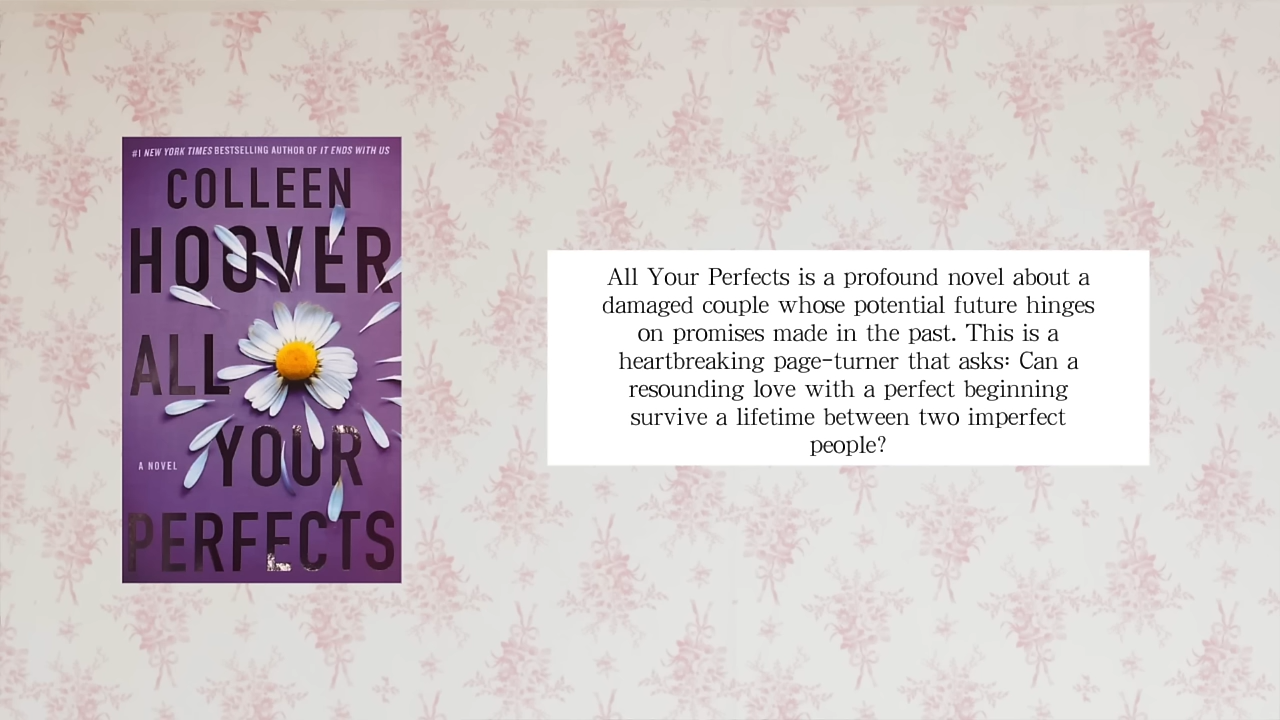 #1 NEW YORK TIMES BESTSELLING AUTHOR OF IT ENDS WITH US
COLLEEN
HOOVER
ALL
YOUR
A NOVEL
PERFECTS
All Your Perfects is a profound novel about a
damaged couple whose potential future hinges
on promises made in the past. This is a
heartbreaking page-turner that asks: Can a
resounding love with a perfect beginning
survive a lifetime between two imperfect
people?